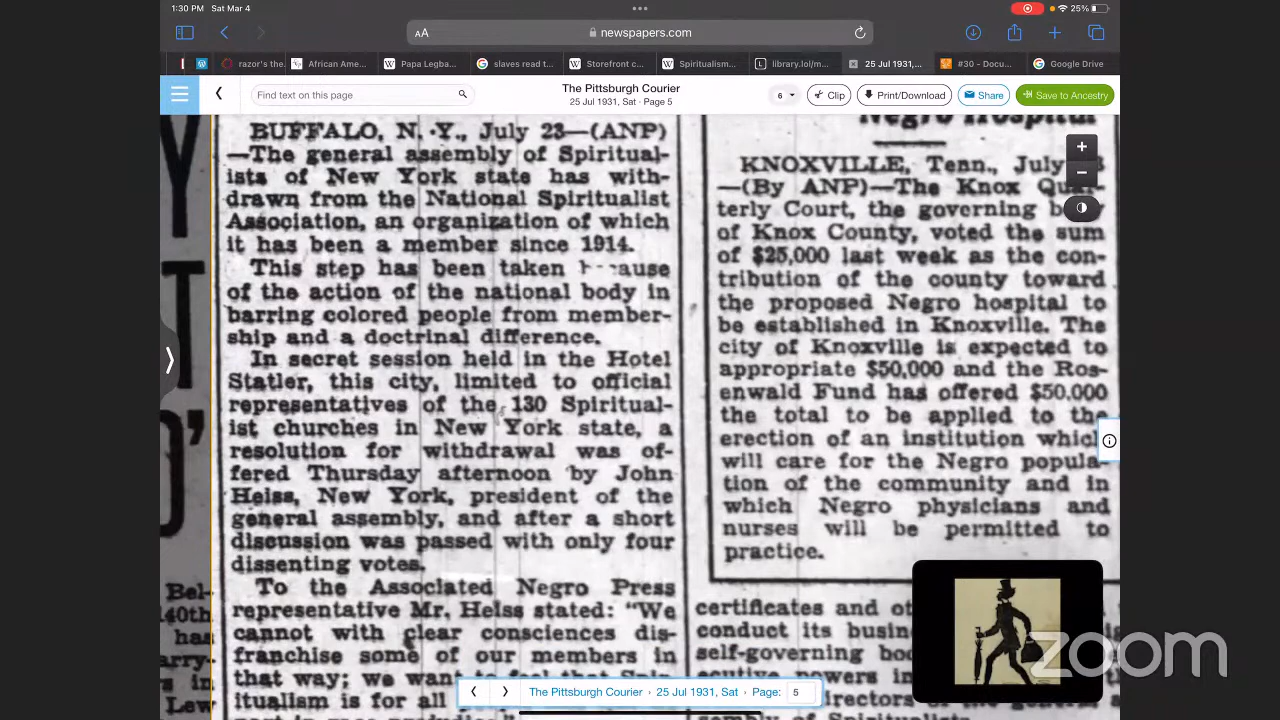 1:30 PM Sat Mar 4
25%
AA
newspapers.com
razor's the.
African Ame...
Papa Legba...
slaves read t...
Storefront c...
Spiritualism...
library.lol/m...
25 Jul 1931,...
#30 - Docu...
Google Drive
Find text on this page
The Pittsburgh Courier
25 Jul 1931, Sat · Page 5
6
Clip
Print/Download
Share
Save to Ancestry
BUFFALO, N. Y., July 23—(ANP)
—The general assembly of Spiritual-
ists of New York state has with-
drawn from the National Spiritualist
Association, an organization of which
it has been a member since 1914.
This step has been taken
of the action of the national body in
barring colored people from member-
ship and a doctrinal difference.
In secret session held in the Hotel
Statler, this city, limited to official
representatives of the 130 Spiritual-
ist churches in New York state, a
resolution for withdrawal was of-
fered Thursday afternoon by John
Heiss, New York, president of the
general assembly, and after a short
discussion was passed with only four
dissenting votes.
To the Associated Negro Press
representative Mr. Heiss stated: "We
cannot with clear consciences dis-
franchise some of our members in
that way; we want
itualism is for all
Negro Hospital
KNOXVILLE, Tenn., July
—(By ANP)—The Knox
terly Court, the governing
of Knox County, voted the sum
of $25,000 last week as the con-
tribution of the county toward
the proposed Negro hospital to
be established in Knoxville. The
city of Knoxville is expected to
appropriate $50,000 and the Ros-
enwald Fund has offered $50.000
the total to be applied to the
erection of an institution which
will care for the Negro popula-
tion of the community and in
which Negro physicians and
nurses will be permitted to
practice.
certificates and
conduct its
self-governing
powers in
Bel-
140th
has
arry-
s in
Lew
The Pittsburgh Courier
25 Jul 1931, Sat
Page:
5
zoom